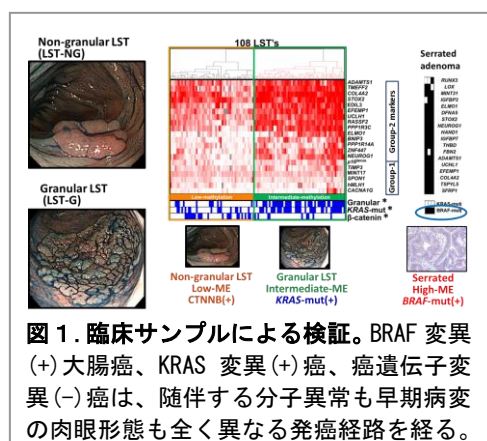 Non-granular LST
(LST-NG)
Granular LST
(LST-G)
108 LST's
ADAMTS1
TMEFF2
COL4A2
STOX2
EDIL3
EFEMP1
UCLH1
RASSF2
PPP1R3C
ELMO1
BNIP3
PPP1R14A
ZNF447
NEUROG1
TIMP3
MINT17
SPON1
hMLH1
CACNA1G
Group-2 markers
Group-1
Low-methylation
Intermediate-methylation
Granular *
KRAS-mut *
β-catenin *
Non-granular LST
Low-ME
CTNNB(+)
Granular LST
Intermediate-ME
KRAS-mut(+)
Serrated
adenoma
RUNX3
LOX
MINT31
IGFBP3
ELMO1
DFNA5
STOX2
NEUROG1
HAND1
IGFBP7
THBD
FBN2
ADAMTS1
UCHL1
EFEMP1
COL4A2
TSPYL5
SFRP1
KRAS-mut
BRAF-mut
Serrated
High-ME
BRAF-mut(+)
図1.臨床サンプルによる検証。BRAF 変異
(+)大腸癌、KRAS 変異(+)癌、癌遺伝子変
異(-)癌は、随伴する分子異常も早期病変
の肉眼形態も全く異なる発癌経路を経る。